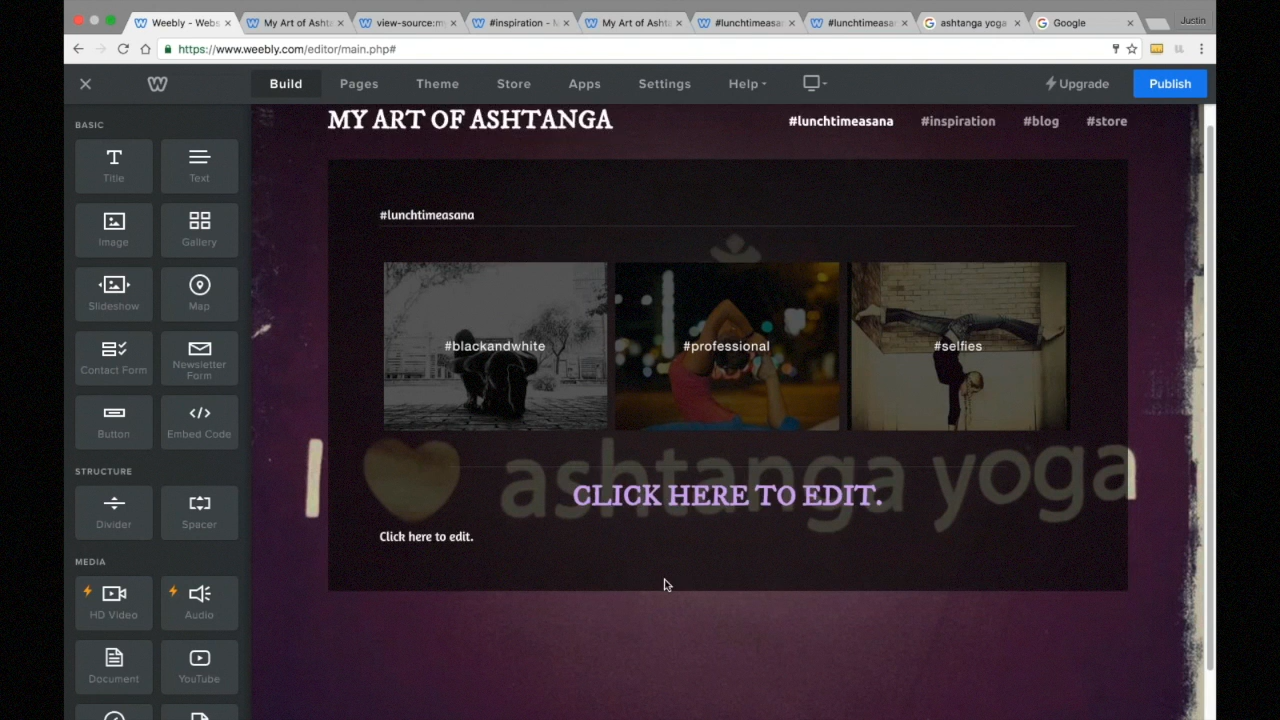 Weebly - Webs
My Art of Ashta
view-source:m
#inspiration - M
My Art of Ashta
#lunchtimeasan
#lunchtimeasan
ashtanga yoga
Google
Justin
https://www.weebly.com/editor/main.php#
Build
Pages
Theme
Store
Apps
Settings
Help
Upgrade
Publish
BASIC
Title
Text
Image
Gallery
Slideshow
Map
Contact Form
Newsletter
Form
Button
Embed Code
STRUCTURE
Divider
Spacer
MEDIA
HD Video
Audio
Document
YouTube
MY ART OF ASHTANGA
#lunchtimeasana
#inspiration
#blog
#store
#lunchtimeasana
#blackandwhite
#professional
#selfies
ashtanga yoga
CLICK HERE TO EDIT.
Click here to edit.